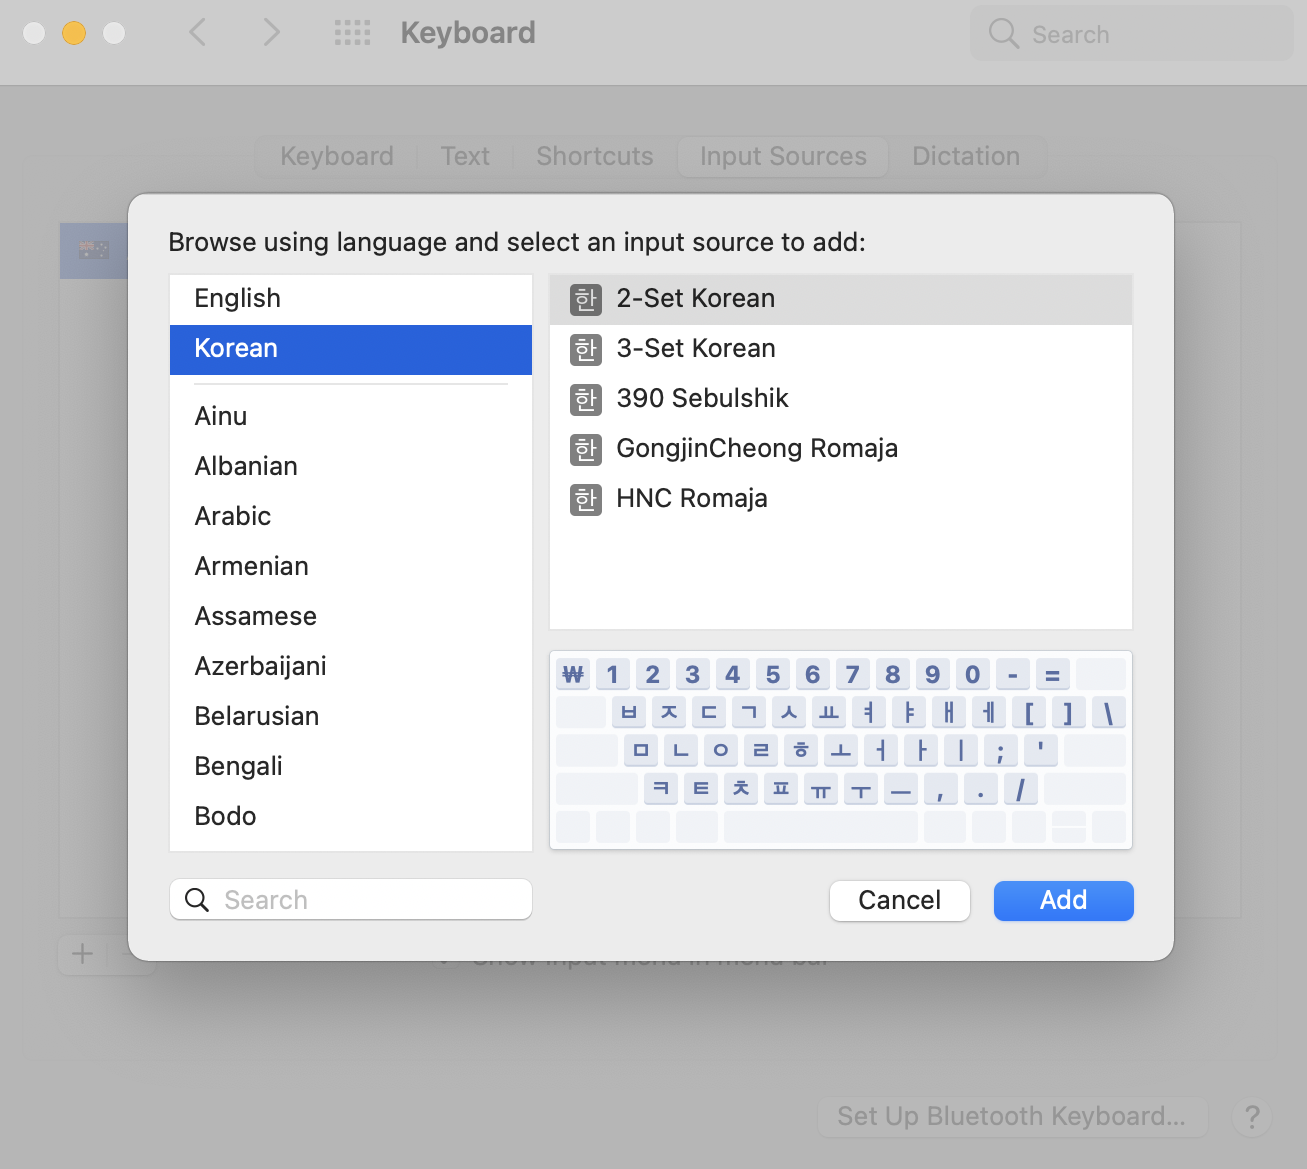 Keyboard
Search
Keyboard Text Shortcuts Input Sources Dictation
Browse using language and select an input source to add:
English
Korean
Ainu
Albanian
Arabic
Armenian
Assamese
Azerbaijani
Belarusian
Bengali
Bodo
한 2-Set Korean
한 3-Set Korean
한 390 Sebulshik
한 GongjinCheong Romaja
한 HNC Romaja
₩ 1 2 3 4 5 6 7 8 9 0 - =
ㅂ ㅈ ㄷ ㄱ ㅅ ㅛ ㅕ ㅑ ㅐ ㅔ [ ] \
ㅁ ㄴ ㅇ ㄹ ㅎ ㅗ ㅓ ㅏ ㅣ ; '
ㅋ ㅌ ㅊ ㅍ ㅠ ㅜ ㅡ , . /
Search
Cancel Add
+ -
Show input menu in menu bar
Set Up Bluetooth Keyboard... ?